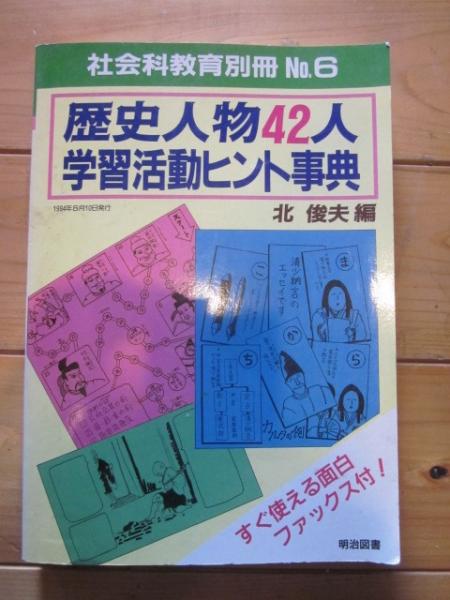 社会科教育別冊 No.6
歴史人物42人
学習活動ヒント事典
1994年5月10日発行
北 俊夫 編
こ
ま
清少納言の
エッセイです
ち
か
ら
カルタの例
すぐ使える面白
ファックス付!
明治図書